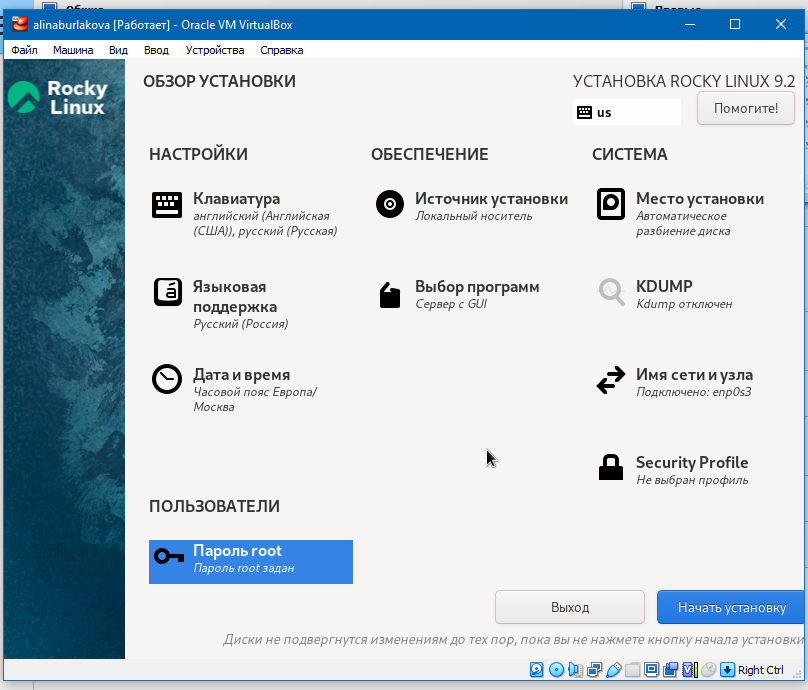 Общие
alinaburlakova [Работает] - Oracle VM VirtualBox
Файл Машина Вид Ввод Устройства Справка
Rocky
Linux
ОБЗОР УСТАНОВКИ
УСТАНОВКА ROCKY LINUX 9.2
us
Помогите!
НАСТРОЙКИ
Клавиатура
английский (Английская
(США)), русский (Русская)
Языковая
поддержка
Русский (Россия)
Дата и время
Часовой пояс Европа/
Москва
ОБЕСПЕЧЕНИЕ
Источник установки
Локальный носитель
Выбор программ
Сервер с GUI
СИСТЕМА
Место установки
Автоматическое
разбиение диска
KDUMP
Kdump отключен
Имя сети и узла
Подключено: enp0s3
Security Profile
Не выбран профиль
ПОЛЬЗОВАТЕЛИ
Пароль root
Пароль root задан
Выход
Начать установку
Диски не подвергнутся изменениям до тех пор, пока вы не нажмете кнопку начала установки
Right Ctrl